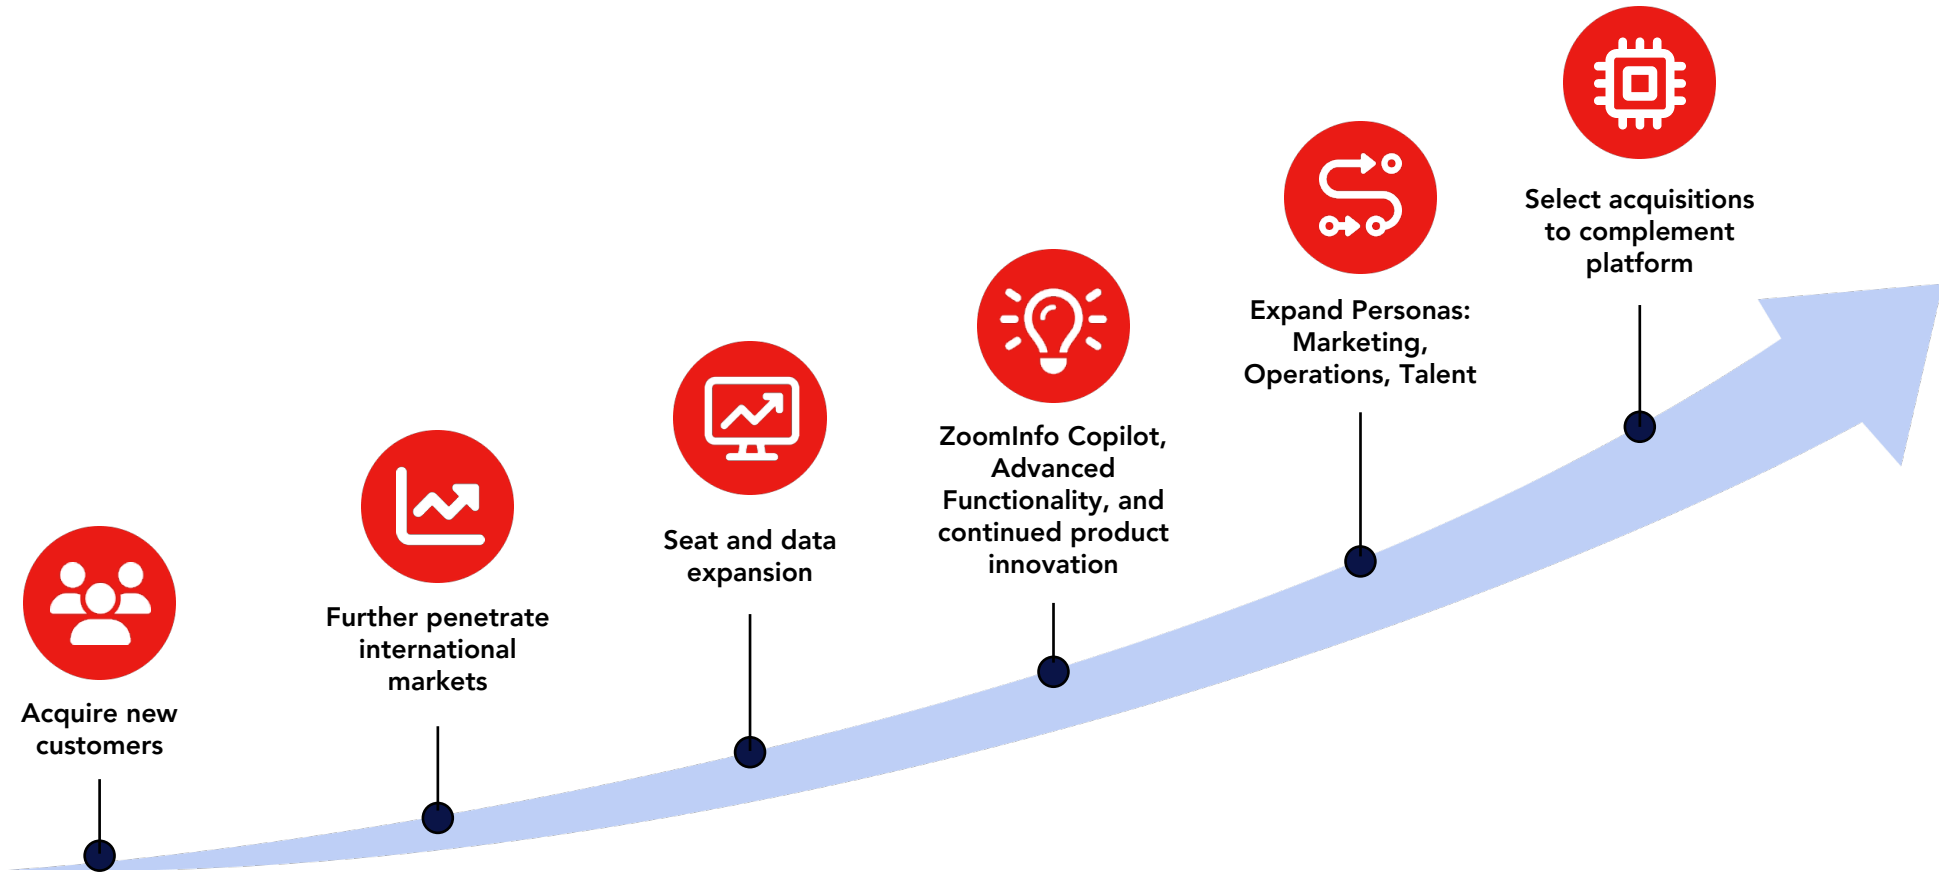 Acquire new
customers
Further penetrate
international
markets
Seat and data
expansion
ZoomInfo Copilot,
Advanced
Functionality, and
continued product
innovation
Expand Personas:
Marketing,
Operations, Talent
Select acquisitions
to complement
platform